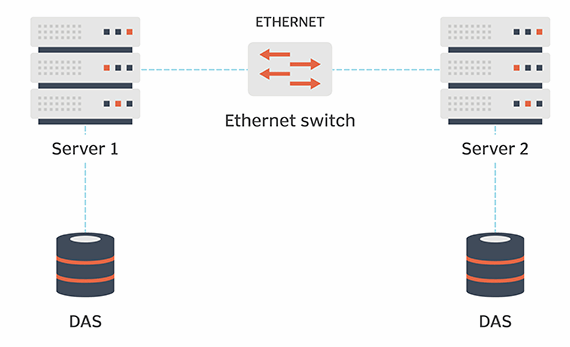 ETHERNET
Ethernet switch
Server 1
Server 2
DAS
DAS